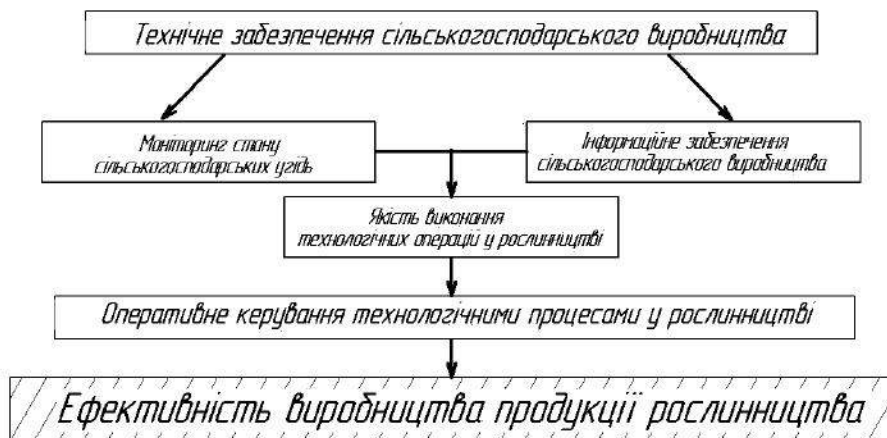 Технічне забезпечення сільськогосподарського виробництва
Моніторинг стану
сільськогосподарських угідь
Інформаційне забезпечення
сільськогосподарського виробництва
Якість виконання
технологічних операцій у рослинництві
Оперативне керування технологічними процесами у рослинництві
Ефективність виробництва продукції рослинництва